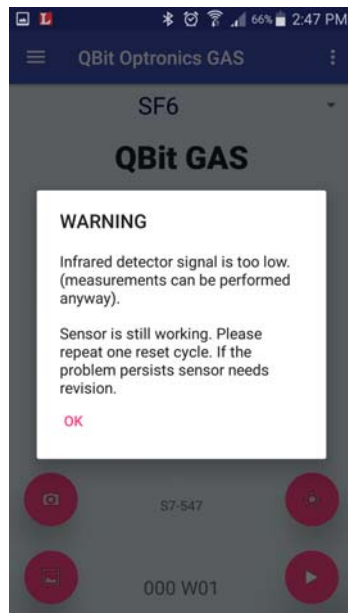 66% 2:47 PM
QBit Optronics GAS
SF6
QBit GAS
WARNING
Infrared detector signal is too low.
(measurements can be performed
anyway).
Sensor is still working. Please
repeat one reset cycle. If the
problem persists sensor needs
revision.
OK
S7-547
000 W01